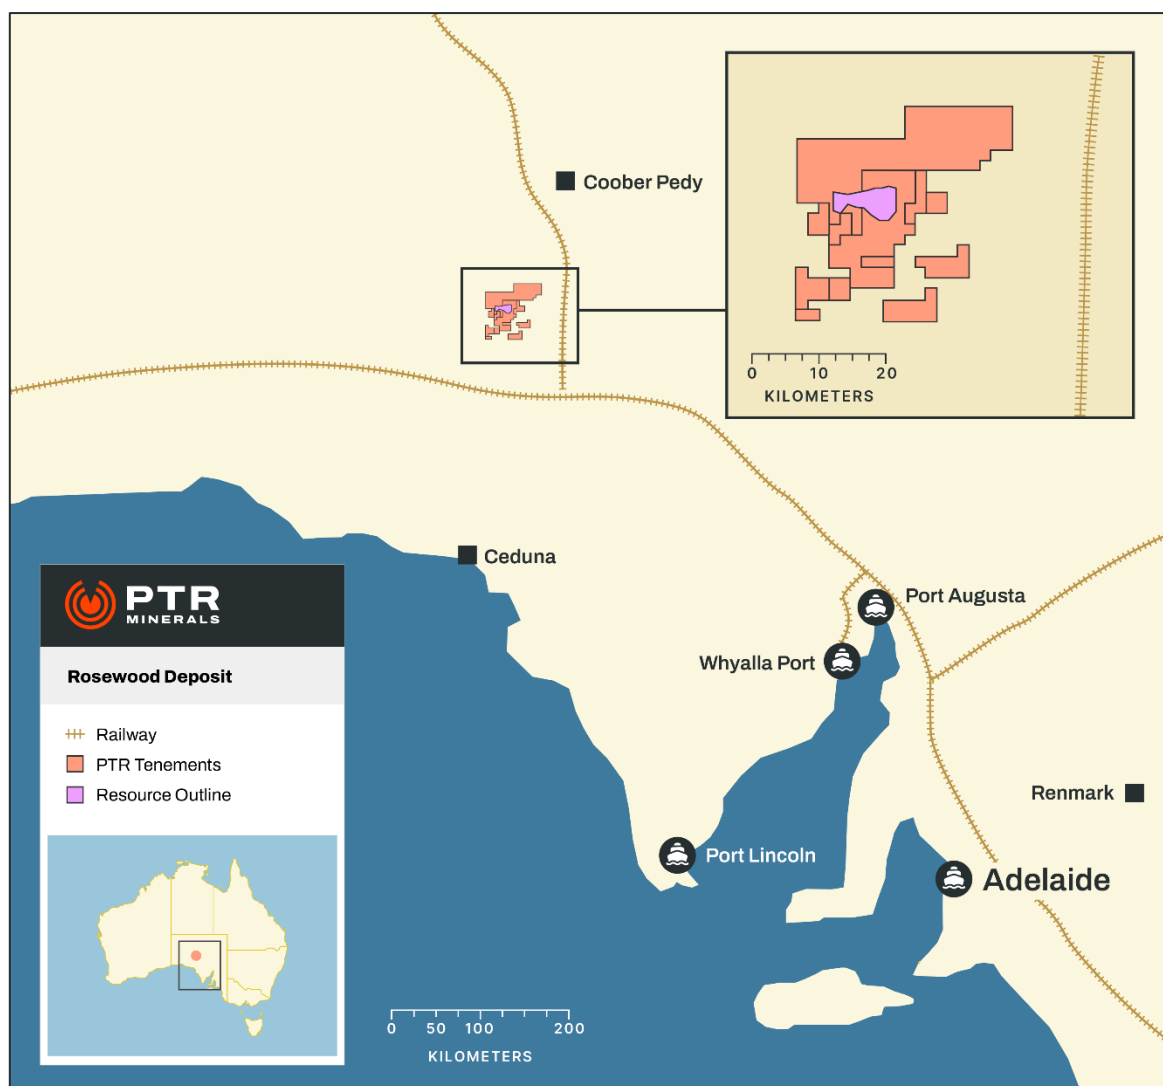 Coober Pedy
0 10 20
KILOMETERS
Ceduna
Port Augusta
Whyalla Port
PTR
MINERALS
Rosewood Deposit
Railway
PTR Tenements
Resource Outline
Renmark
Port Lincoln
Adelaide
0 50 100 200
KILOMETERS